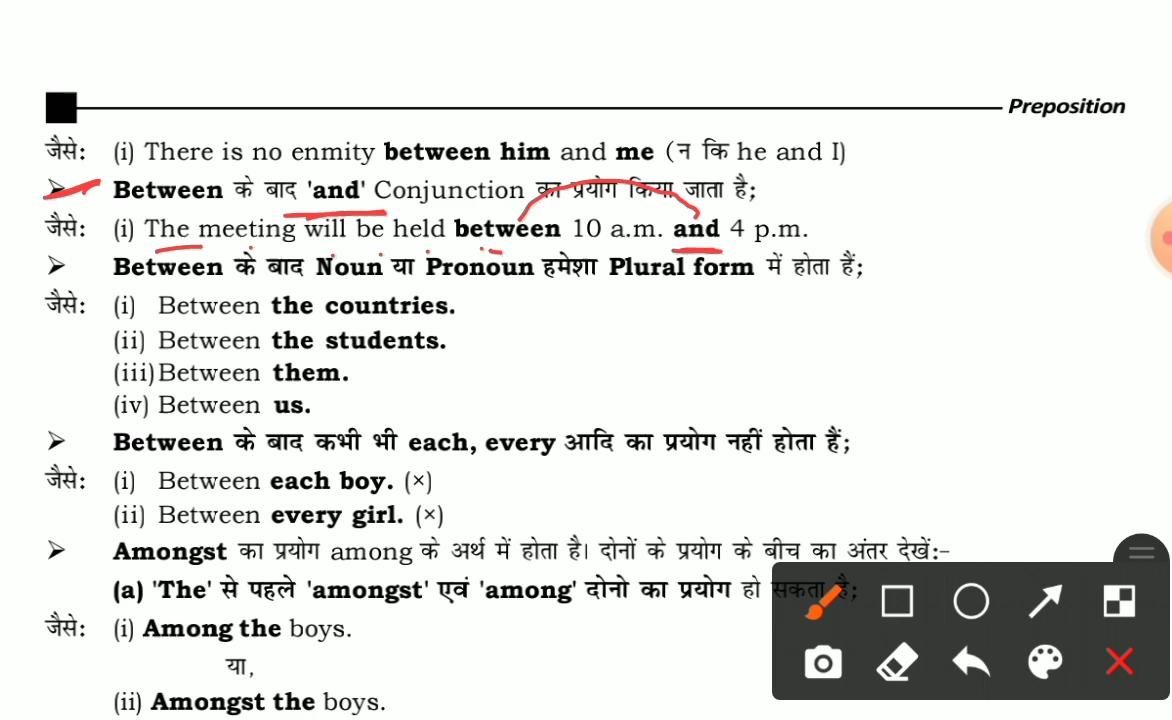 Preposition
जैसे: (i) There is no enmity between him and me (न कि he and I)
➢ Between के बाद 'and' Conjunction का प्रयोग किया जाता है;
जैसे: (i) The meeting will be held between 10 a.m. and 4 p.m.
➢ Between के बाद Noun या Pronoun हमेशा Plural form में होता हैं;
जैसे: (i) Between the countries.
(ii) Between the students.
(iii) Between them.
(iv) Between us.
➢ Between के बाद कभी भी each, every आदि का प्रयोग नहीं होता हैं;
जैसे: (i) Between each boy. (×)
(ii) Between every girl. (×)
➢ Amongst का प्रयोग among के अर्थ में होता है। दोनों के प्रयोग के बीच का अंतर देखें:-
(a) 'The' से पहले 'amongst' एवं 'among' दोनो का प्रयोग हो सकता है;
जैसे: (i) Among the boys.
या,
(ii) Amongst the boys.